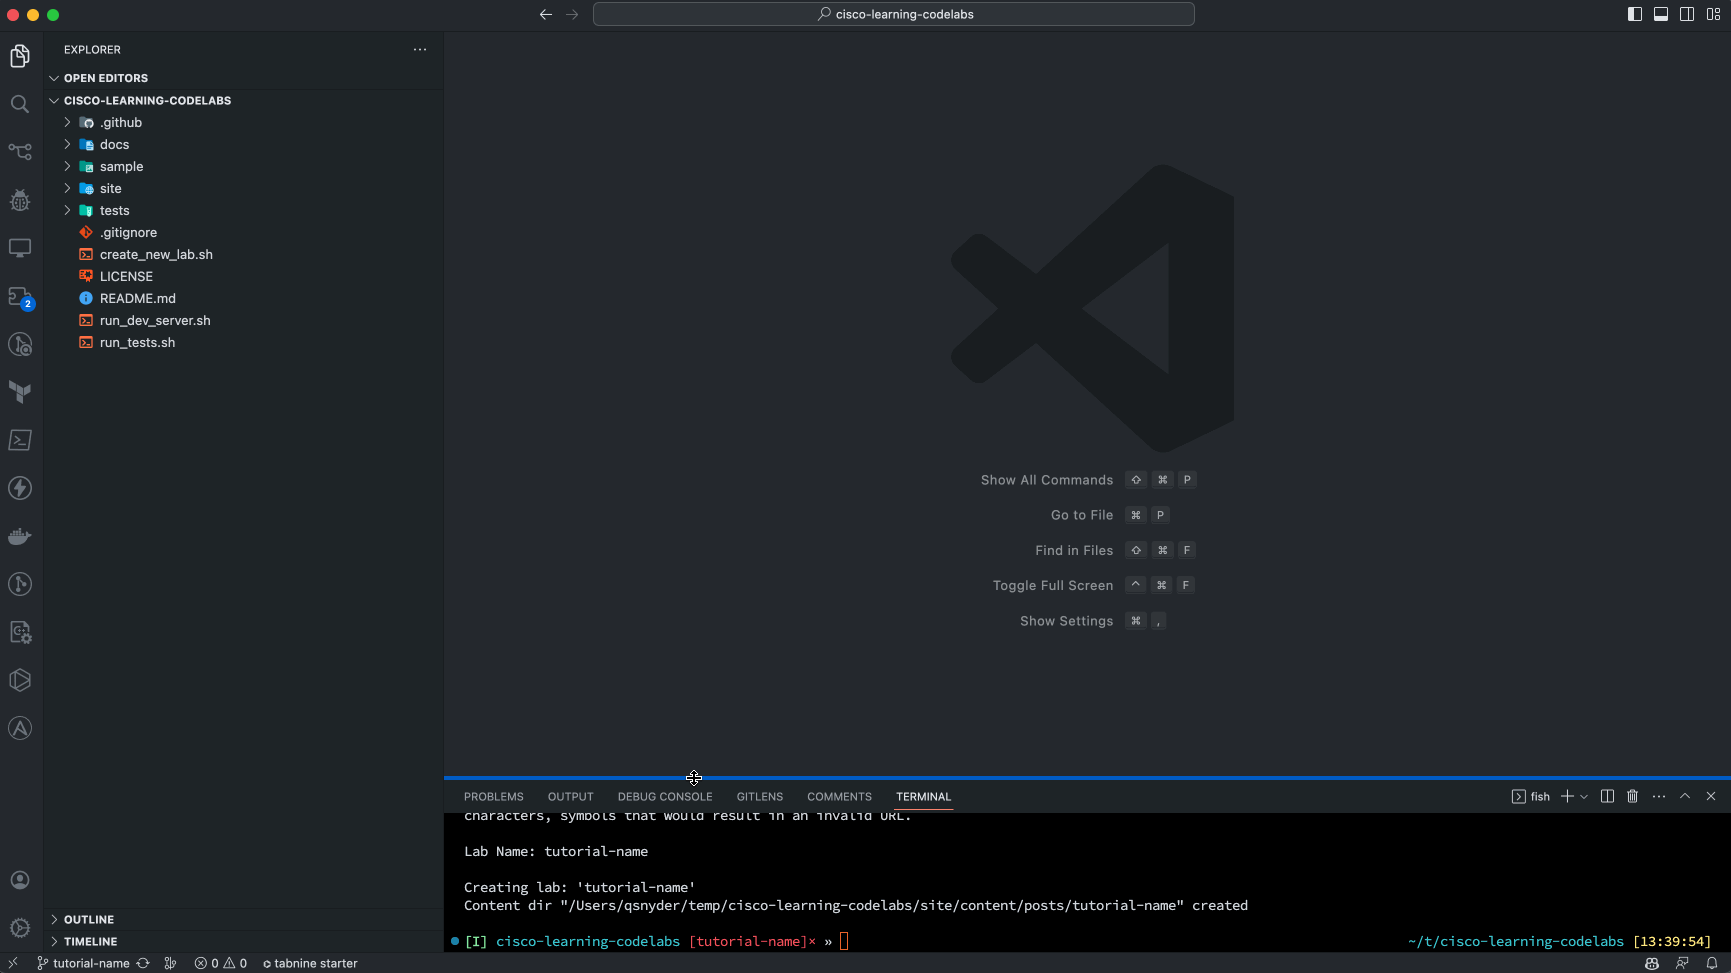 cisco-learning-codelabs
EXPLORER
OPEN EDITORS
CISCO-LEARNING-CODELABS
.github
docs
sample
site
tests
.gitignore
create_new_lab.sh
LICENSE
README.md
run_dev_server.sh
run_tests.sh
2
Show All Commands ⇧ ⌘ P
Go to File ⌘ P
Find in Files ⇧ ⌘ F
Toggle Full Screen ^ ⌘ F
Show Settings ⌘ ,
PROBLEMS OUTPUT DEBUG CONSOLE GITLENS COMMENTS TERMINAL fish
characters, symbols that would result in an invalid URL.
Lab Name: tutorial-name
Creating lab: 'tutorial-name'
Content dir "/Users/qsnyder/temp/cisco-learning-codelabs/site/content/posts/tutorial-name" created
[I] cisco-learning-codelabs [tutorial-name]× » ~/t/cisco-learning-codelabs [13:39:54]
OUTLINE
TIMELINE
tutorial-name 0 0 tabnine starter